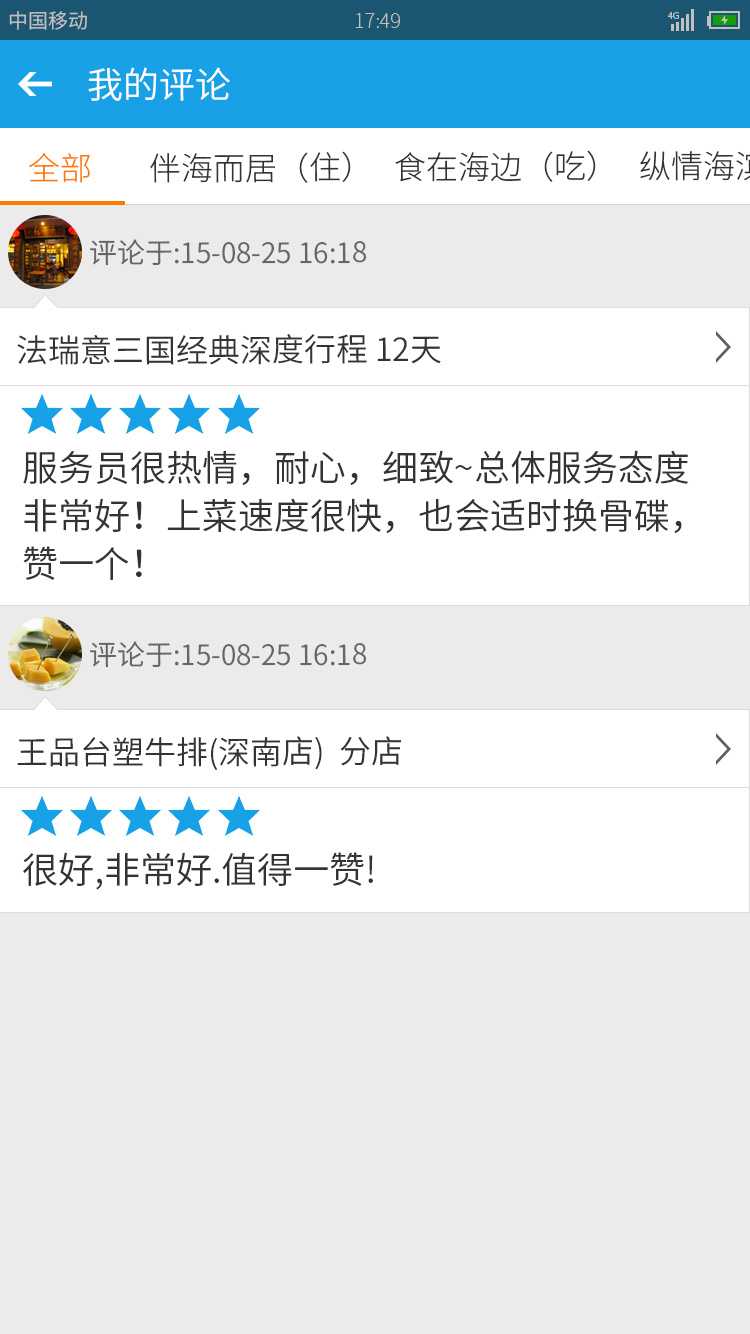 中国移动 17:49 4G
我的评论
全部 伴海而居（住） 食在海边（吃） 纵情海滨
评论于:15-08-25 16:18
法瑞意三国经典深度行程 12天
服务员很热情，耐心，细致~总体服务态度
非常好！上菜速度很快，也会适时换骨碟，
赞一个！
评论于:15-08-25 16:18
王品台塑牛排(深南店) 分店
很好,非常好.值得一赞!